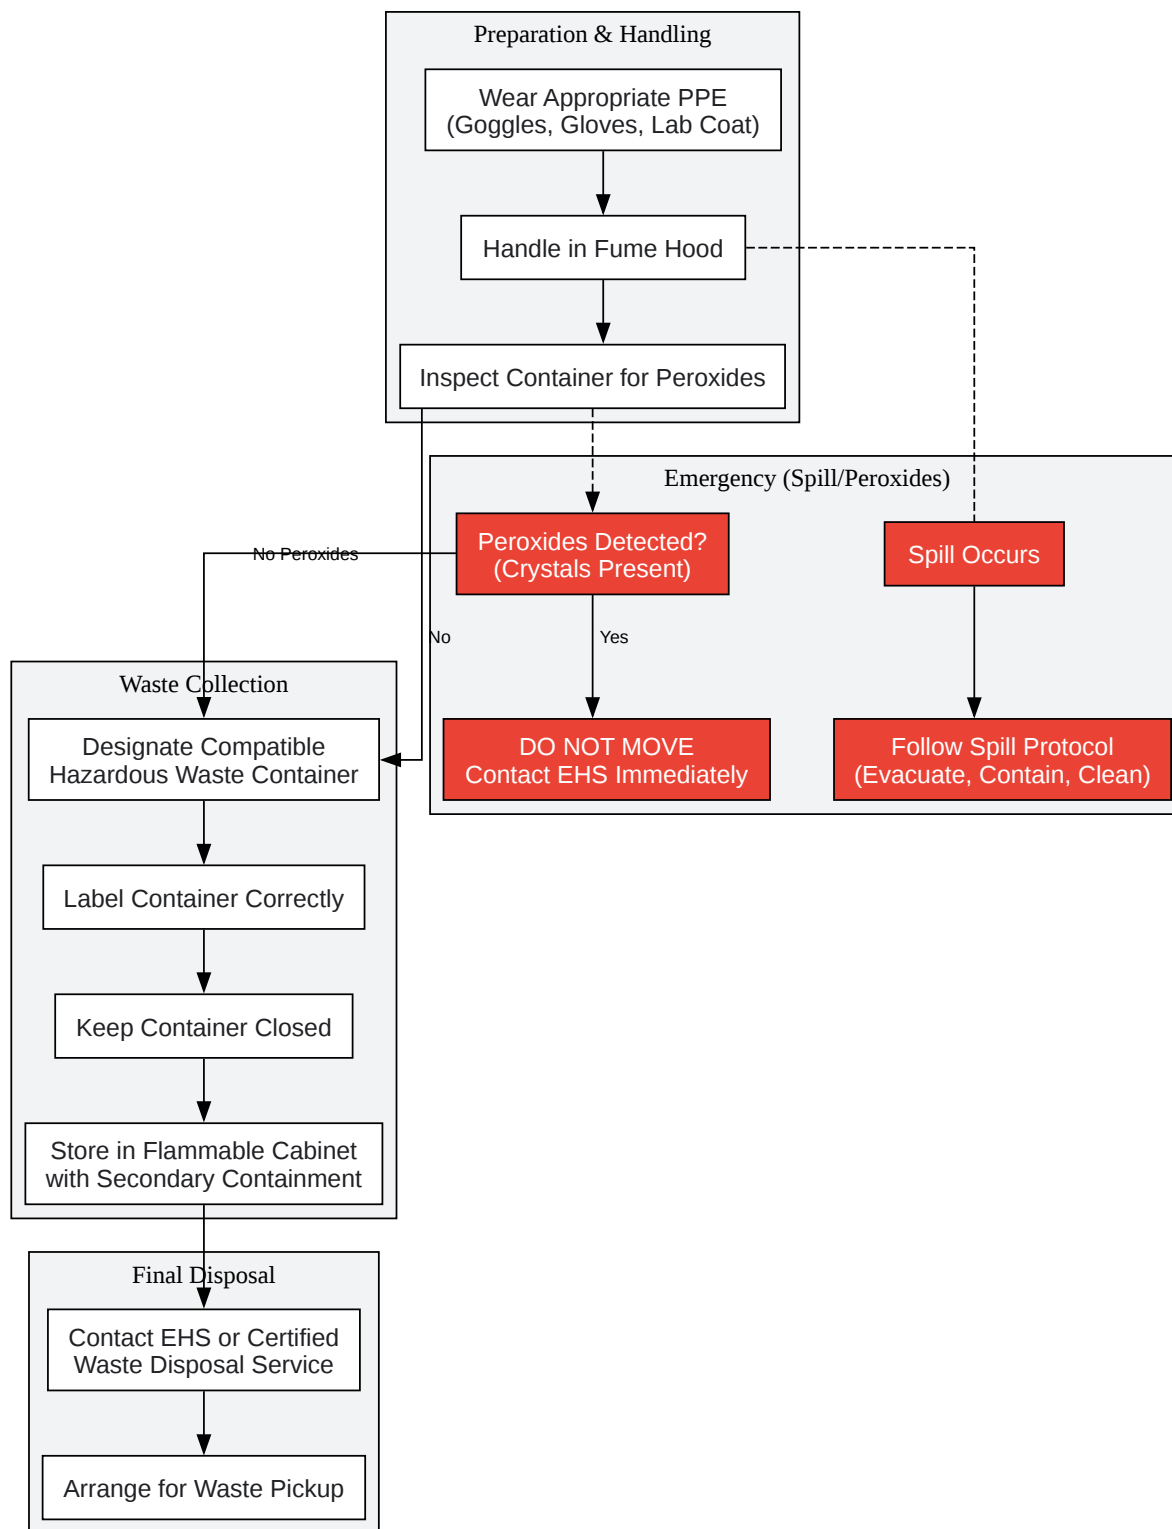 Preparation & Handling
Wear Appropriate PPE
(Goggles, Gloves, Lab Coat)
Handle in Fume Hood
Inspect Container for Peroxides
Emergency (Spill/Peroxides)
Peroxides Detected?
(Crystals Present)
Spill Occurs
No Peroxides
No
Yes
DO NOT MOVE
Contact EHS Immediately
Follow Spill Protocol
(Evacuate, Contain, Clean)
Waste Collection
Designate Compatible
Hazardous Waste Container
Label Container Correctly
Keep Container Closed
Store in Flammable Cabinet
with Secondary Containment
Final Disposal
Contact EHS or Certified
Waste Disposal Service
Arrange for Waste Pickup